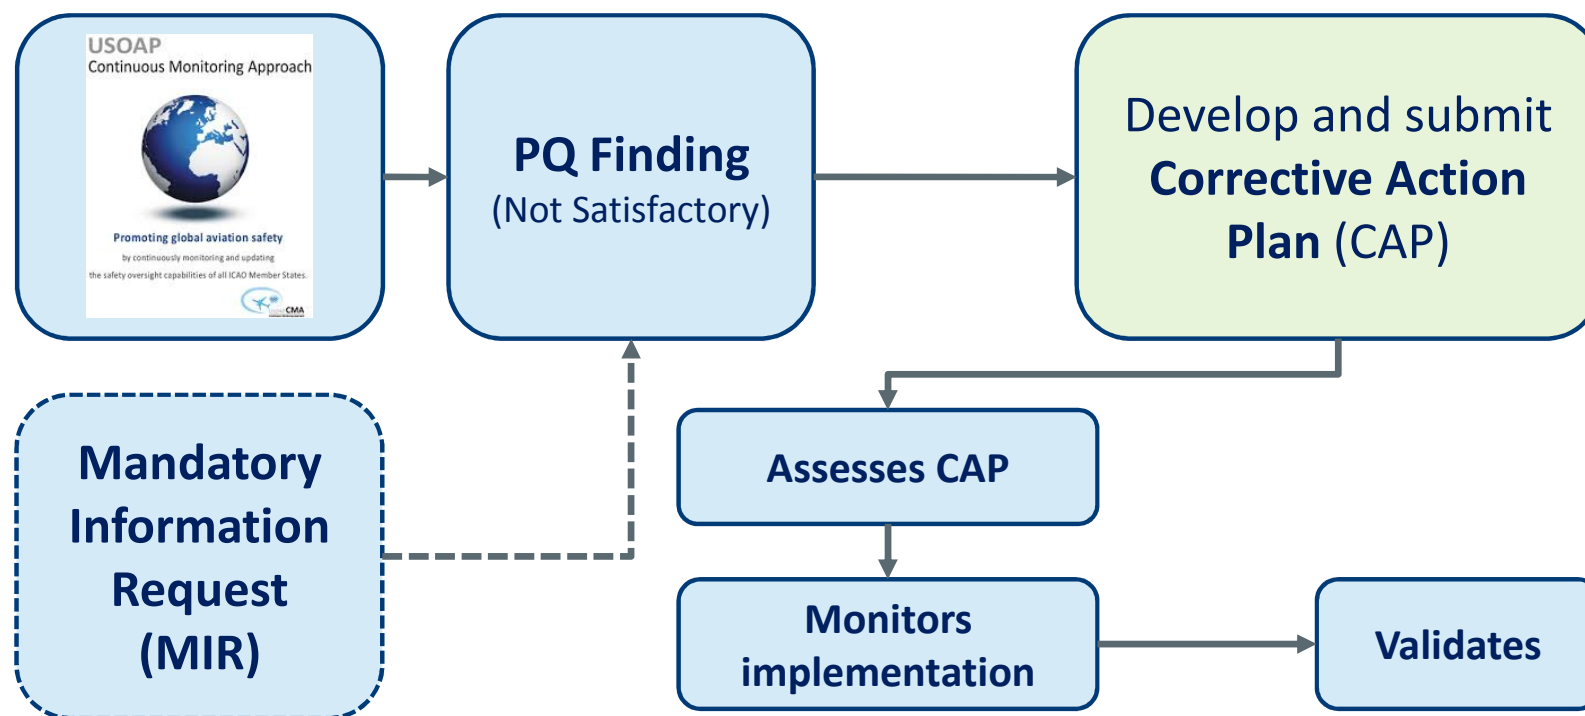 USOAP
Continuous Monitoring Approach
Promoting global aviation safety
by continuously monitoring and updating
the safety oversight capabilities of all ICAO Member States.
CMA
PQ Finding
(Not Satisfactory)
Develop and submit
Corrective Action
Plan (CAP)
Mandatory
Information
Request
(MIR)
Assesses CAP
Monitors
implementation
Validates